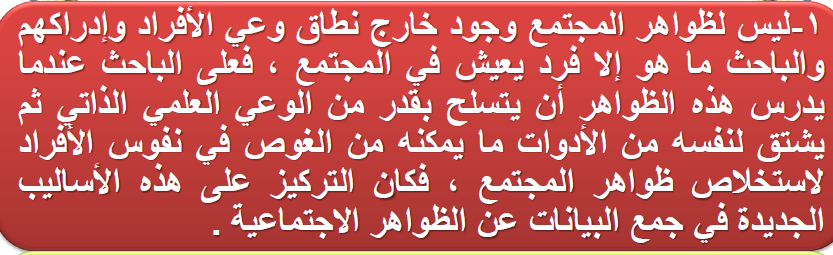 ١-ليس لظواهر المجتمع وجود خارج نطاق وعي الأفراد وإدراكهم
والباحث ما هو إلا فرد يعيش في المجتمع ، فعلى الباحث عندما
يدرس هذه الظواهر أن يتسلح بقدر من الوعي العلمي الذاتي ثم
يشتق لنفسه من الأدوات ما يمكنه من الغوص في نفوس الأفراد
لاستخلاص ظواهر المجتمع ، فكان التركيز على هذه الأساليب
الجديدة في جمع البيانات عن الظواهر الاجتماعية .